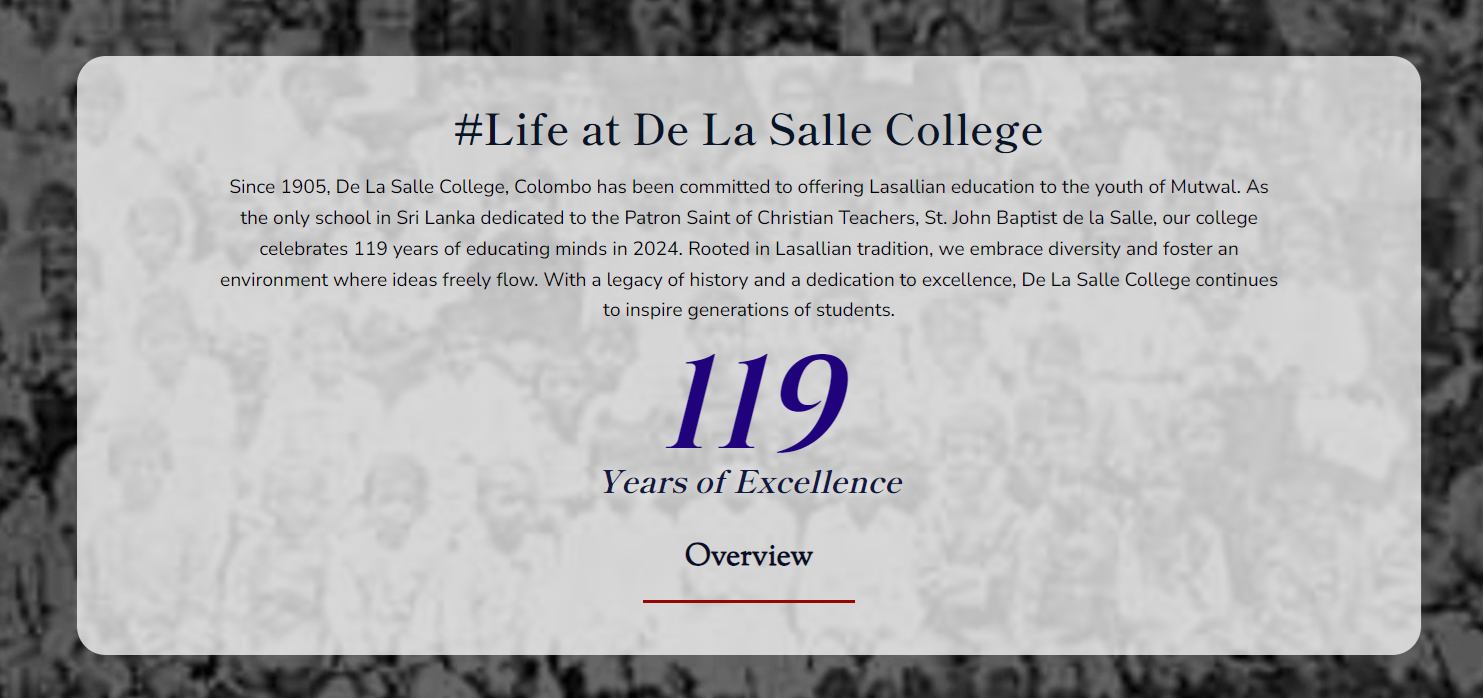 #Life at De La Salle College
Since 1905, De La Salle College, Colombo has been committed to offering Lasallian education to the youth of Mutwal. As
the only school in Sri Lanka dedicated to the Patron Saint of Christian Teachers, St. John Baptist de la Salle, our college
celebrates 119 years of educating minds in 2024. Rooted in Lasallian tradition, we embrace diversity and foster an
environment where ideas freely flow. With a legacy of history and a dedication to excellence, De La Salle College continues
to inspire generations of students.
119
Years of Excellence
Overview